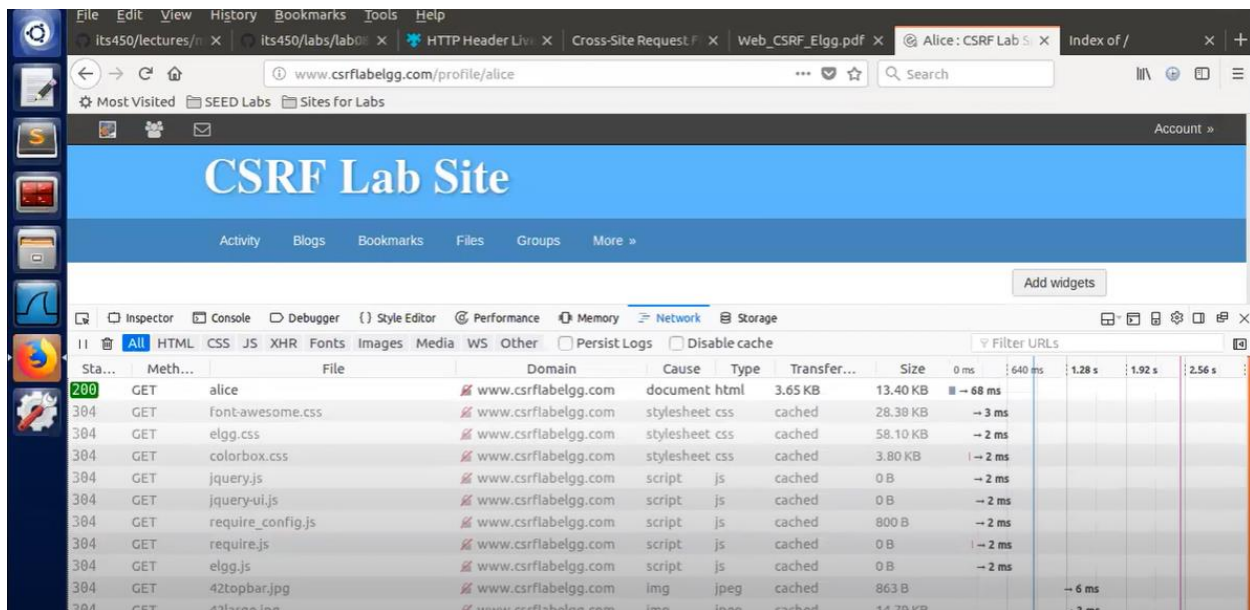 File Edit View History Bookmarks Tools Help
its450/lectures/n × its450/labs/lab08 × HTTP Header Live × Cross-Site Request F × Web_CSRF_Elgg.pdf × Alice : CSRF Lab S × Index of / × +
www.csrflabelgg.com/profile/alice ··· Search
Most Visited SEED Labs Sites for Labs
Account »
CSRF Lab Site
Activity Blogs Bookmarks Files Groups More »
Add widgets
Inspector Console Debugger {} Style Editor Performance Memory Network Storage
All HTML CSS JS XHR Fonts Images Media WS Other Persist Logs Disable cache Filter URLs
Sta... Meth... File Domain Cause Type Transfer... Size 0 ms 640 ms 1.28 s 1.92 s 2.56 s
200 GET alice www.csrflabelgg.com document html 3.65 KB 13.40 KB → 68 ms
304 GET font-awesome.css www.csrflabelgg.com stylesheet css cached 28.38 KB → 3 ms
304 GET elgg.css www.csrflabelgg.com stylesheet css cached 58.10 KB → 2 ms
304 GET colorbox.css www.csrflabelgg.com stylesheet css cached 3.80 KB → 2 ms
304 GET jquery.js www.csrflabelgg.com script js cached 0 B → 2 ms
304 GET jquery-ui.js www.csrflabelgg.com script js cached 0 B → 2 ms
304 GET require_config.js www.csrflabelgg.com script js cached 800 B → 2 ms
304 GET require.js www.csrflabelgg.com script js cached 0 B → 2 ms
304 GET elgg.js www.csrflabelgg.com script js cached 0 B → 2 ms
304 GET 42topbar.jpg www.csrflabelgg.com img jpeg cached 863 B → 6 ms